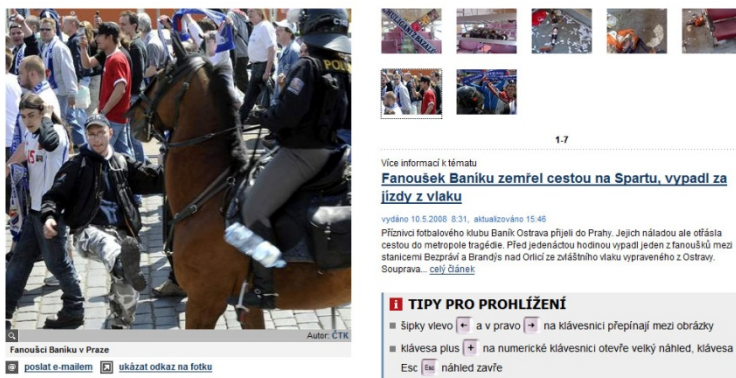 POLI
Autor: ČTK
Fanoušci Baníku v Praze
poslat e-mailem ukázat odkaz na fotku
1-7
Více informací k tématu
Fanoušek Baníku zemřel cestou na Spartu, vypadl za
jízdy z vlaku
vydáno 10.5.2008 8:31, aktualizováno 15:46
Příznivci fotbalového klubu Baník Ostrava přijeli do Prahy. Jejich náladou ale otřásla
cestou do metropole tragédie. Před jedenáctou hodinou vypadl jeden z fanoušků mezi
stanicemi Bezpráví a Brandýs nad Orlicí ze zvláštního vlaku vypraveného z Ostravy.
Souprava... celý článek
i TIPY PRO PROHLÍŽENÍ
šipky vlevo ← a v pravo → na klávesnici přepínají mezi obrázky
klávesa plus + na numerické klávesnici otevře velký náhled, klávesa
Esc Esc náhled zavře